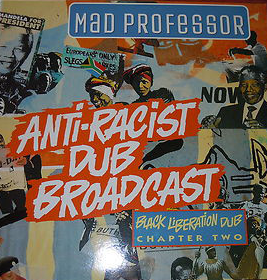 MAD PROFESSOR
MANDELA FOR
PRESIDENT
EUROPEANS ONLY
SLEGS
NOW
ANTI-RACIST
DUB
BROADCAST
BLACK LIBERATION DUB
CHAPTER TWO